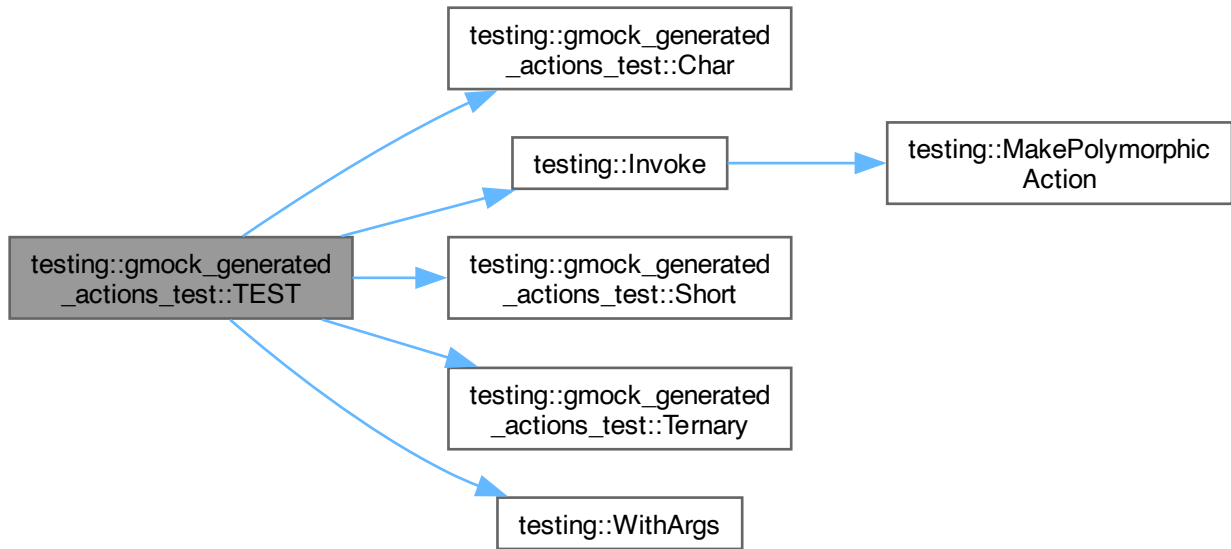 testing::gmock_generated
_actions_test::TEST
testing::gmock_generated
_actions_test::Char
testing::Invoke
testing::MakePolymorphic
Action
testing::gmock_generated
_actions_test::Short
testing::gmock_generated
_actions_test::Ternary
testing::WithArgs